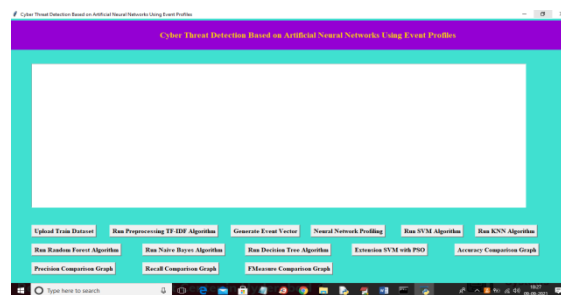 Cyber Threat Detection Based on Artificial Neural Networks Using Event Profiles
Cyber Threat Detection Based on Artificial Neural Networks Using Event Profiles
Upload Train Dataset Run Preprocessing TF-IDF Algorithm Generate Event Vector Neural Network Profiling Run SVM Algorithm Run KNN Algorithm
Run Random Forest Algorithm Run Naive Bayes Algorithm Run Decision Tree Algorithm Extension SVM with PSO Accuracy Comparison Graph
Precision Comparison Graph Recall Comparison Graph FMeasure Comparison Graph
Type here to search